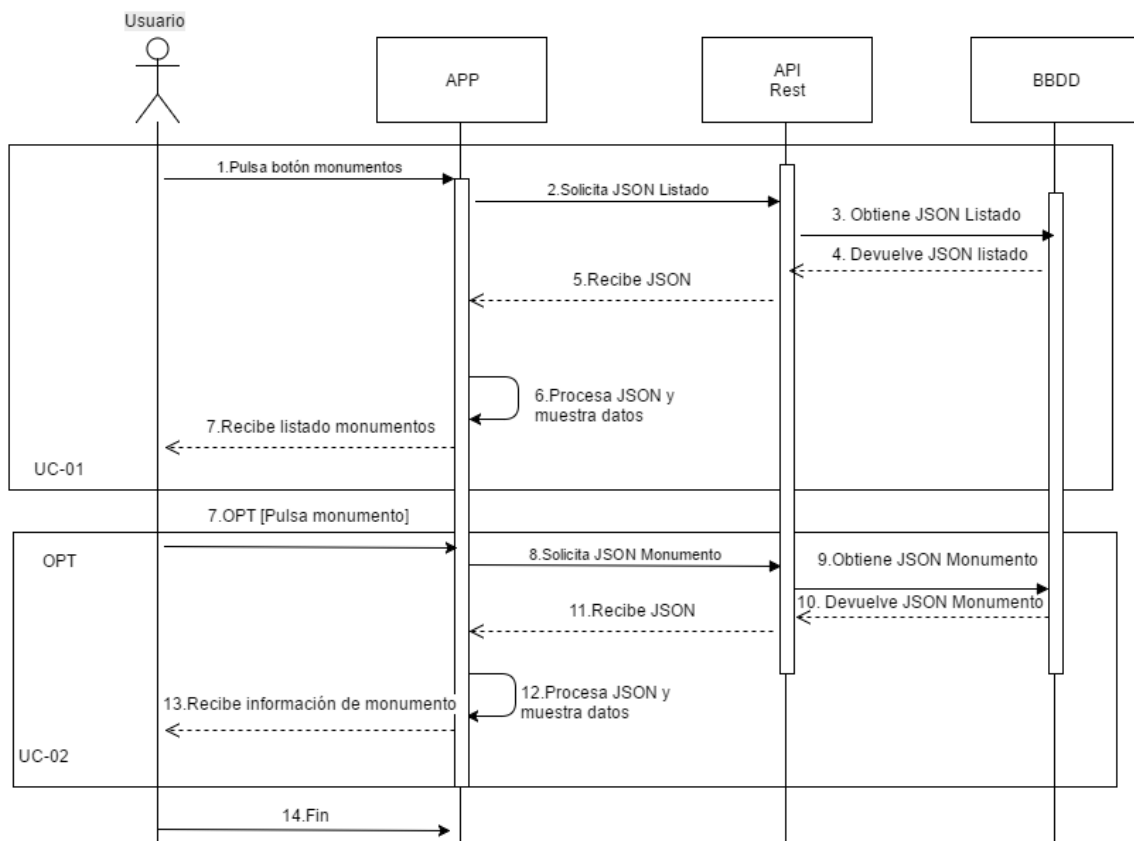 Usuario
APP
API
Rest
BBDD
1.Pulsa botón monumentos
2.Solicita JSON Listado
3. Obtiene JSON Listado
4. Devuelve JSON listado
5.Recibe JSON
6.Procesa JSON y
muestra datos
7.Recibe listado monumentos
UC-01
7.OPT [Pulsa monumento]
OPT
8.Solicita JSON Monumento
9.Obtiene JSON Monumento
10. Devuelve JSON Monumento
11.Recibe JSON
12.Procesa JSON y
muestra datos
13.Recibe información de monumento
UC-02
14.Fin